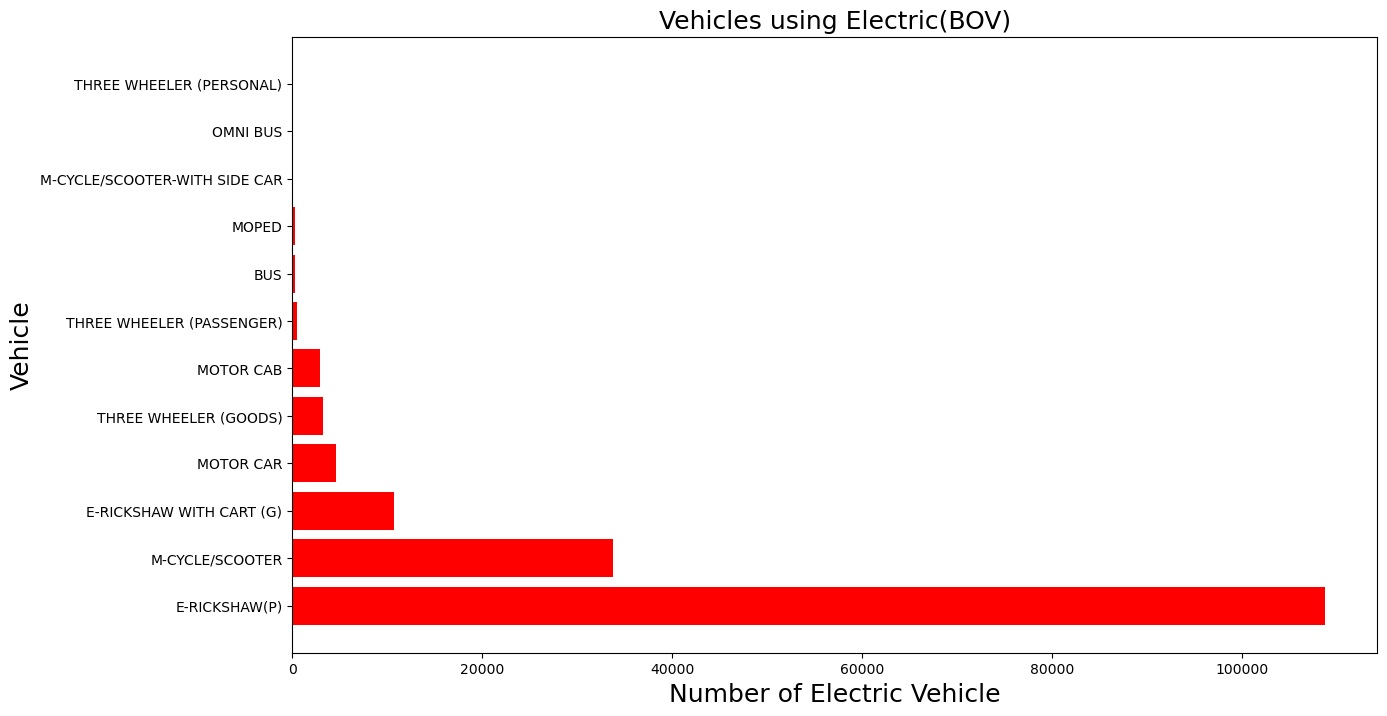 Vehicles using Electric(BOV)
Vehicle
THREE WHEELER (PERSONAL)
OMNI BUS
M-CYCLE/SCOOTER-WITH SIDE CAR
MOPED
BUS
THREE WHEELER (PASSENGER)
MOTOR CAB
THREE WHEELER (GOODS)
MOTOR CAR
E-RICKSHAW WITH CART (G)
M-CYCLE/SCOOTER
E-RICKSHAW(P)
0 20000 40000 60000 80000 100000
Number of Electric Vehicle